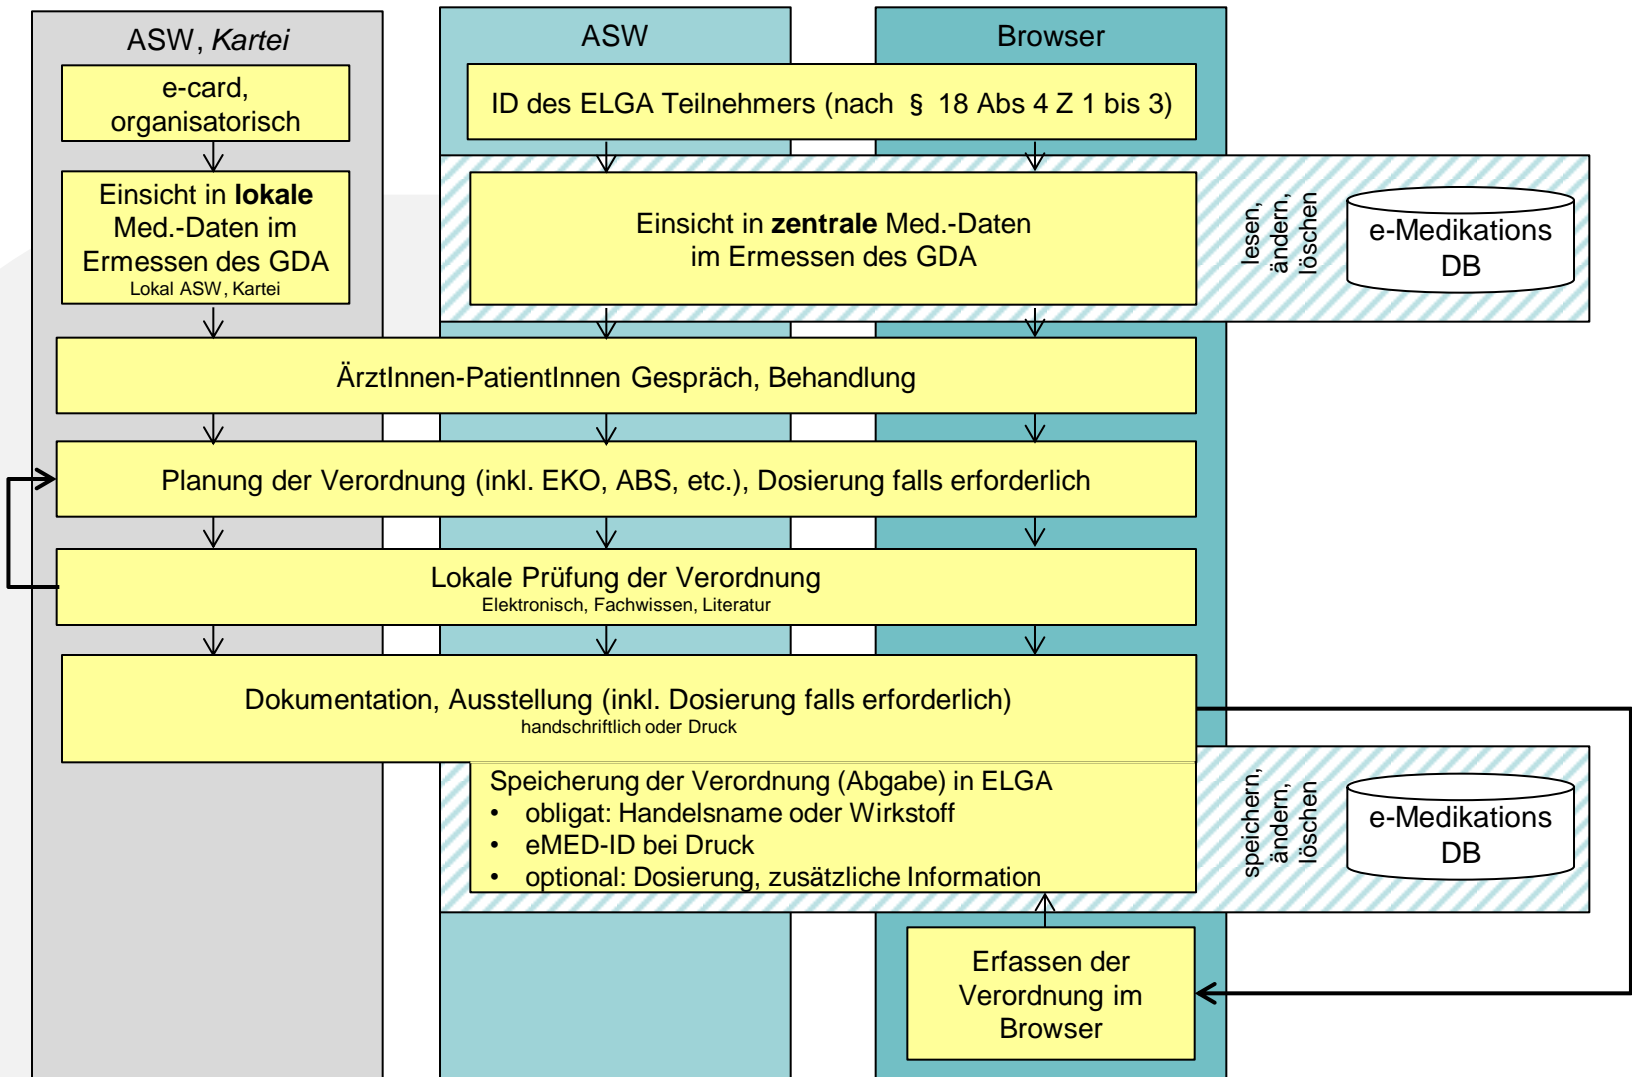 ASW, Kartei
ASW
Browser
e-card,
organisatorisch
ID des ELGA Teilnehmers (nach § 18 Abs 4 Z 1 bis 3)
Einsicht in lokale
Med.-Daten im
Ermessen des GDA
Lokal ASW, Kartei
Einsicht in zentrale Med.-Daten
im Ermessen des GDA
lesen,
ändern,
löschen
e-Medikations
DB
ÄrztInnen-PatientInnen Gespräch, Behandlung
Planung der Verordnung (inkl. EKO, ABS, etc.), Dosierung falls erforderlich
Lokale Prüfung der Verordnung
Elektronisch, Fachwissen, Literatur
Dokumentation, Ausstellung (inkl. Dosierung falls erforderlich)
handschriftlich oder Druck
Speicherung der Verordnung (Abgabe) in ELGA
• obligat: Handelsname oder Wirkstoff
• eMED-ID bei Druck
• optional: Dosierung, zusätzliche Information
speichern,
ändern,
löschen
e-Medikations
DB
Erfassen der
Verordnung im
Browser